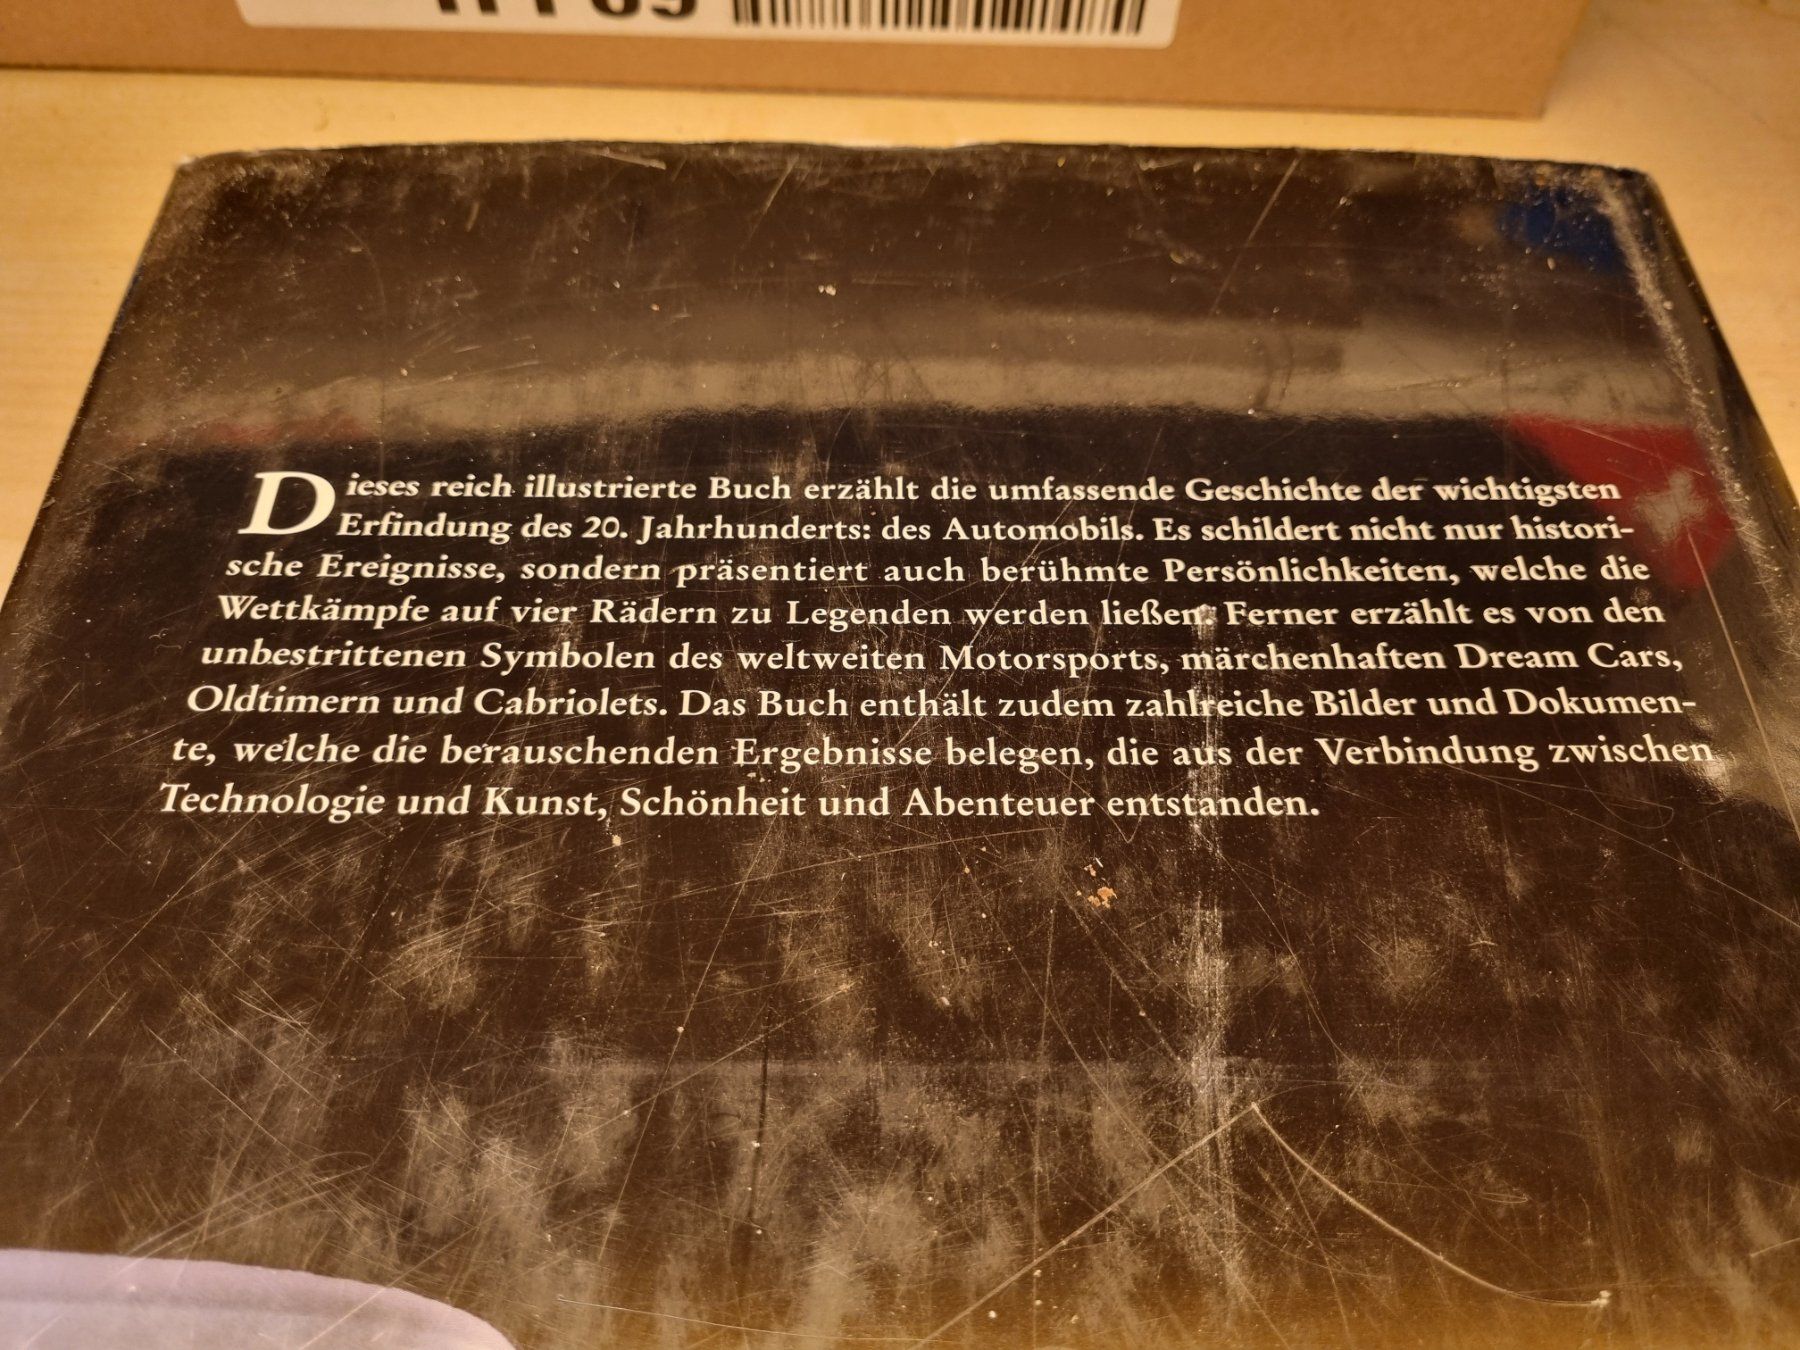 Dieses reich illustrierte Buch erzählt die umfassende Geschichte der wichtigsten
Erfindung des 20. Jahrhunderts: des Automobils. Es schildert nicht nur histori-
sche Ereignisse, sondern präsentiert auch berühmte Persönlichkeiten, welche die
Wettkämpfe auf vier Rädern zu Legenden werden ließen. Ferner erzählt es von den
unbestrittenen Symbolen des weltweiten Motorsports, märchenhaften Dream Cars,
Oldtimern und Cabriolets. Das Buch enthält zudem zahlreiche Bilder und Dokumen-
te, welche die berauschenden Ergebnisse belegen, die aus der Verbindung zwischen
Technologie und Kunst, Schönheit und Abenteuer entstanden.